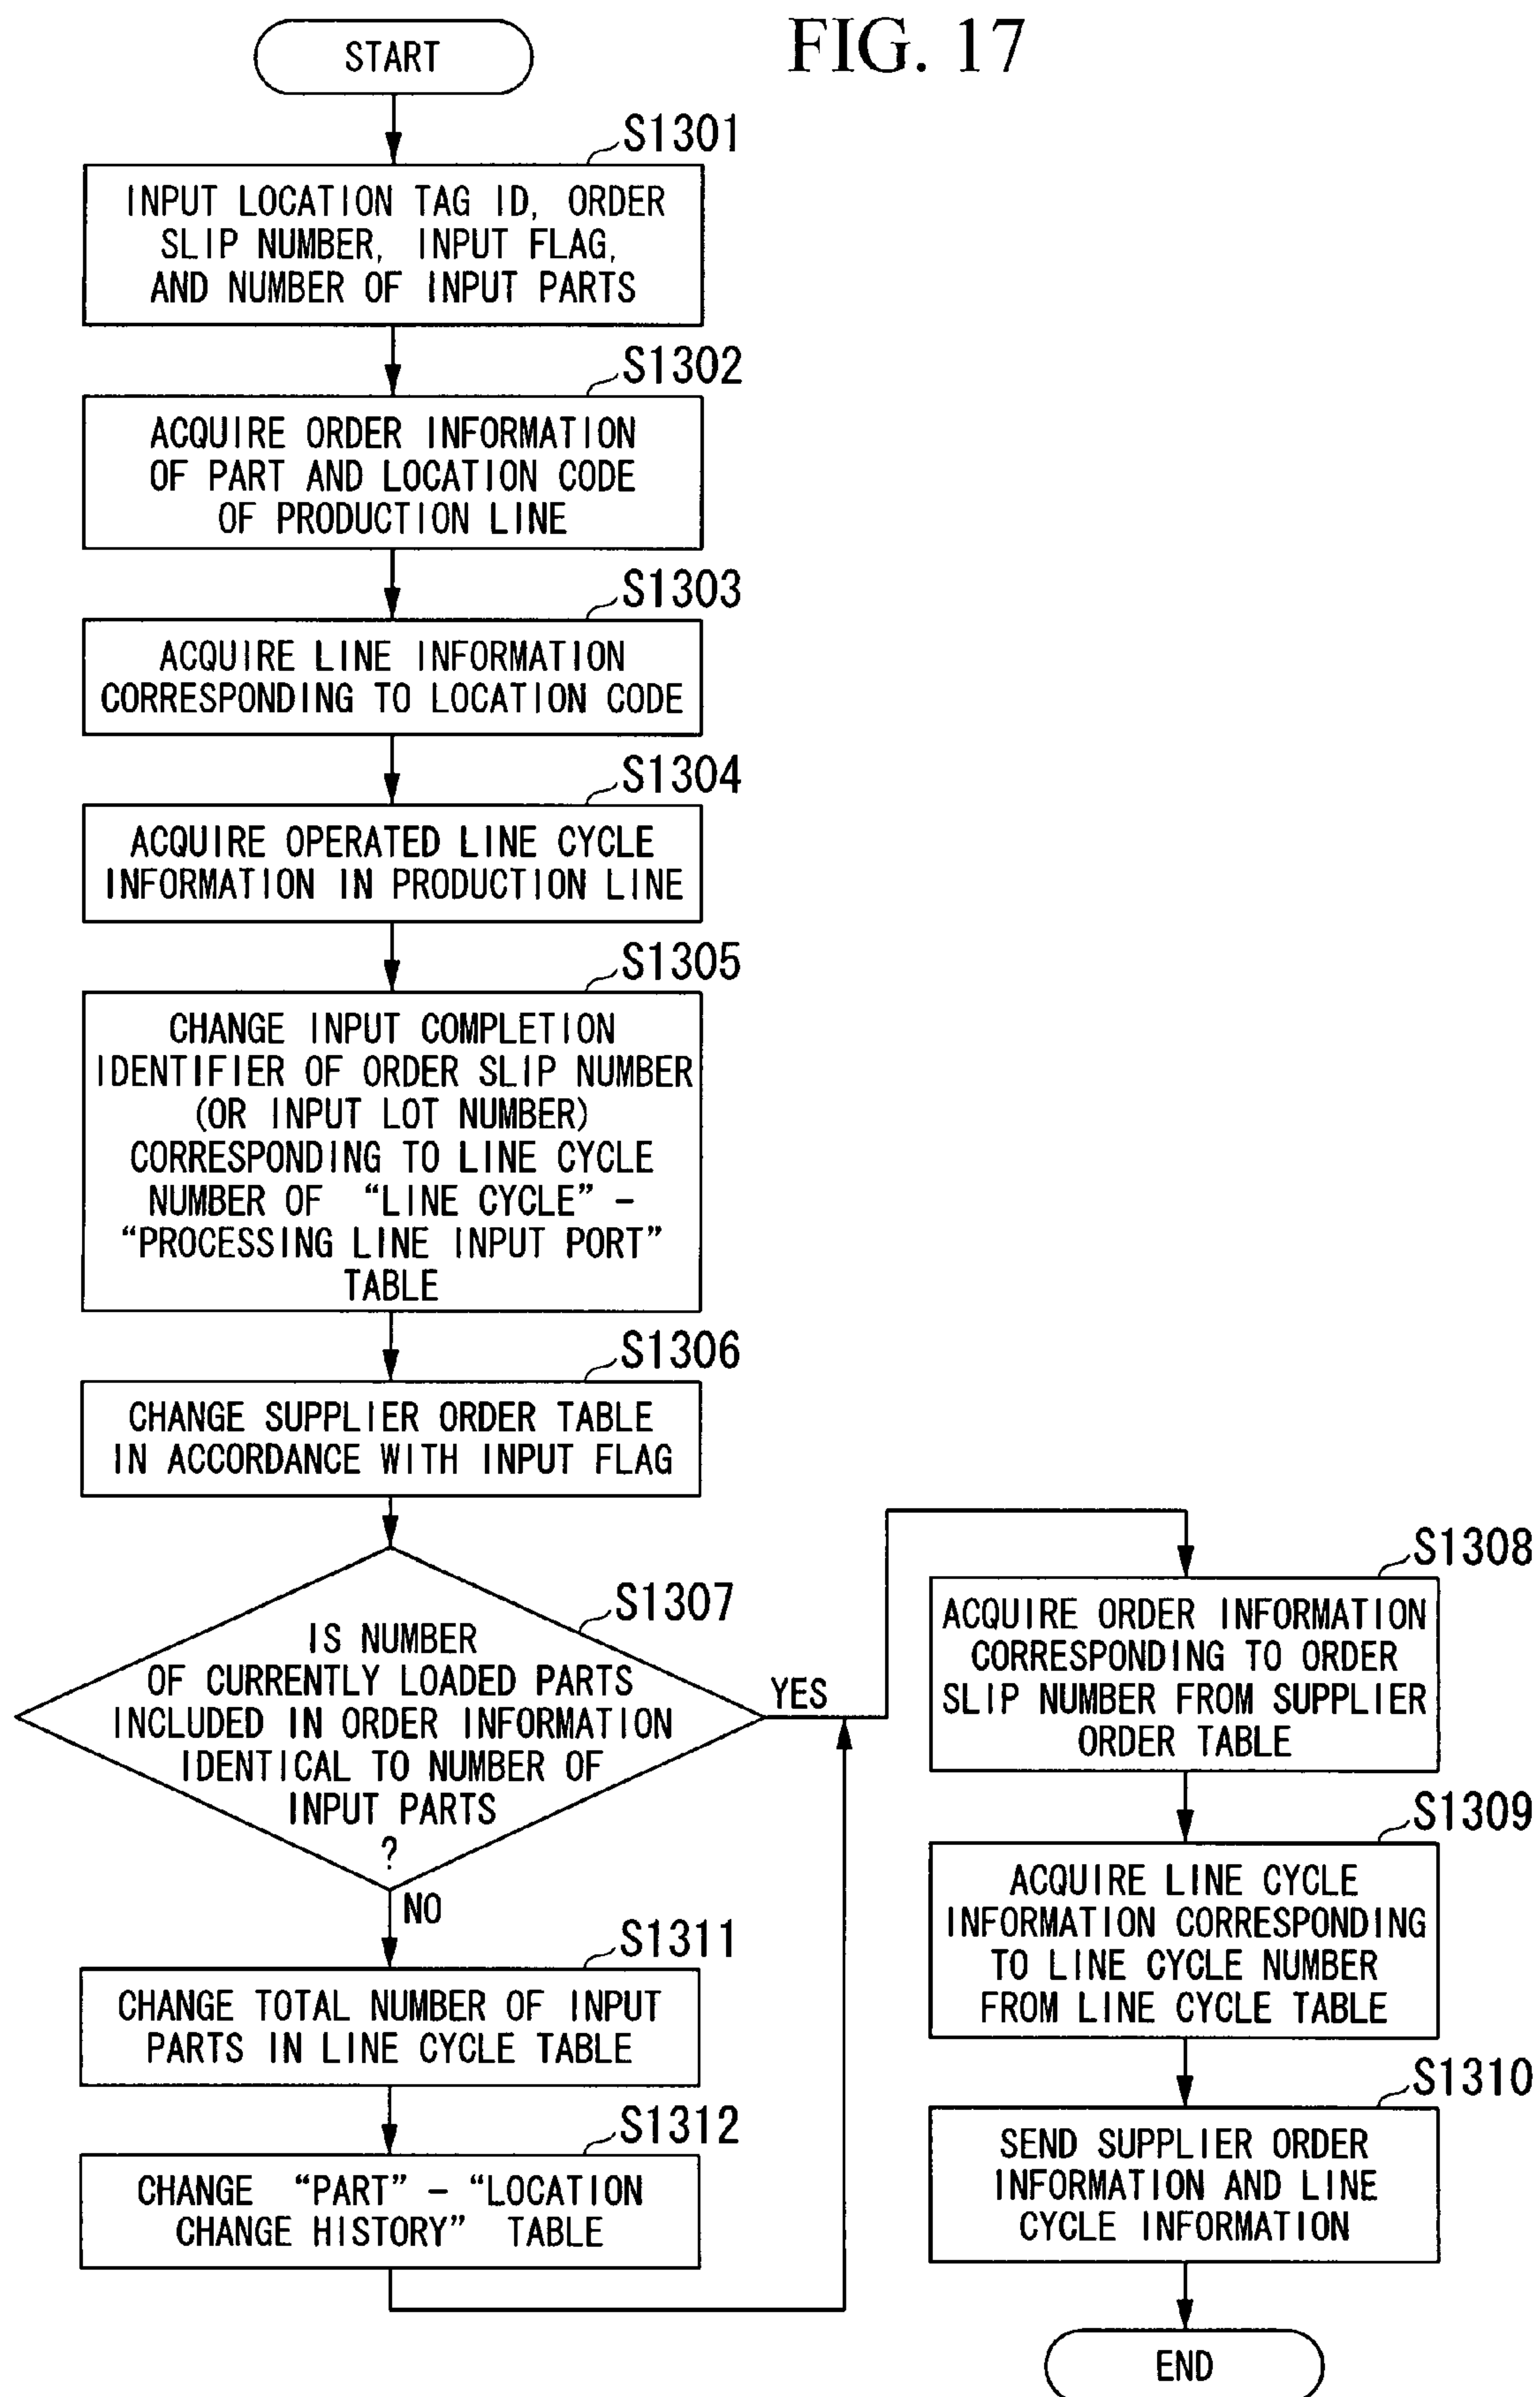 FIG. 17
START
S1301
INPUT LOCATION TAG ID, ORDER
SLIP NUMBER, INPUT FLAG,
AND NUMBER OF INPUT PARTS
S1302
ACQUIRE ORDER INFORMATION
OF PART AND LOCATION CODE
OF PRODUCTION LINE
S1303
ACQUIRE LINE INFORMATION
CORRESPONDING TO LOCATION CODE
S1304
ACQUIRE OPERATED LINE CYCLE
INFORMATION IN PRODUCTION LINE
S1305
CHANGE INPUT COMPLETION
IDENTIFIER OF ORDER SLIP NUMBER
(OR INPUT LOT NUMBER)
CORRESPONDING TO LINE CYCLE
NUMBER OF “LINE CYCLE” –
“PROCESSING LINE INPUT PORT”
TABLE
S1306
CHANGE SUPPLIER ORDER TABLE
IN ACCORDANCE WITH INPUT FLAG
S1307
IS NUMBER
OF CURRENTLY LOADED PARTS
INCLUDED IN ORDER INFORMATION
IDENTICAL TO NUMBER OF
INPUT PARTS
?
YES
NO
S1311
CHANGE TOTAL NUMBER OF INPUT
PARTS IN LINE CYCLE TABLE
S1312
CHANGE “PART” – “LOCATION
CHANGE HISTORY” TABLE
S1308
ACQUIRE ORDER INFORMATION
CORRESPONDING TO ORDER
SLIP NUMBER FROM SUPPLIER
ORDER TABLE
S1309
ACQUIRE LINE CYCLE
INFORMATION CORRESPONDING
TO LINE CYCLE NUMBER
FROM LINE CYCLE TABLE
S1310
SEND SUPPLIER ORDER
INFORMATION AND LINE
CYCLE INFORMATION
END